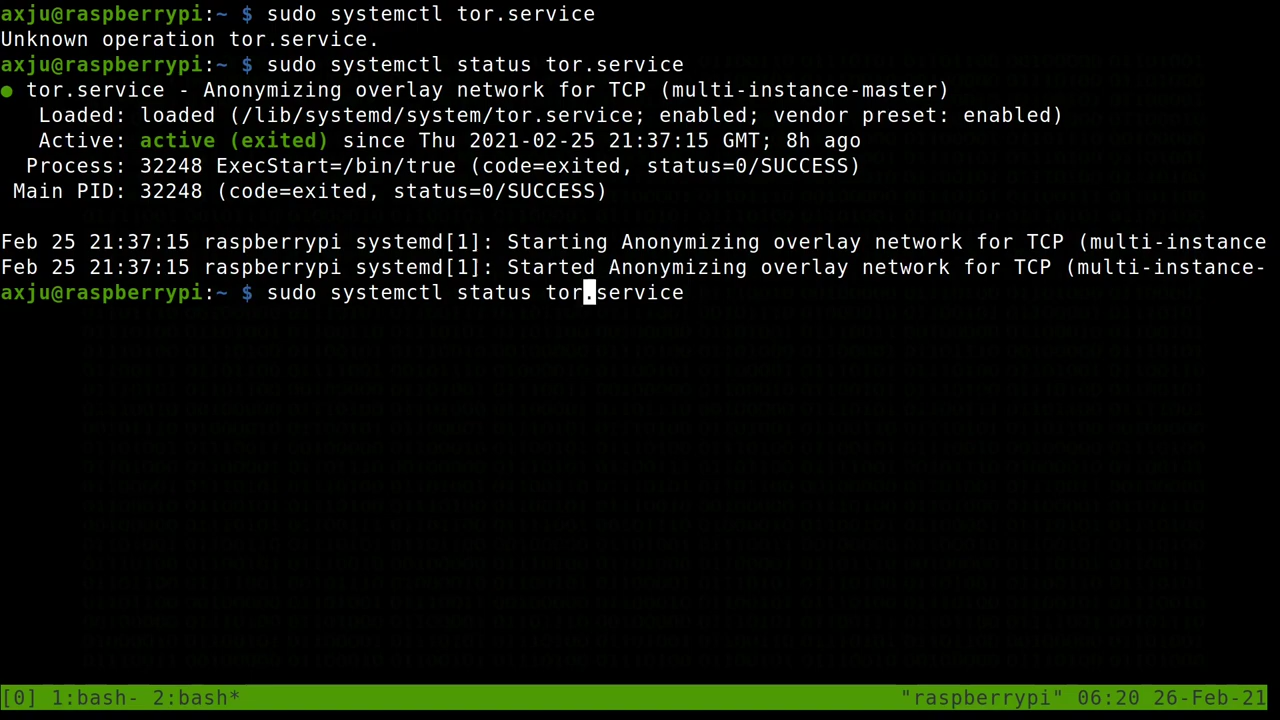 axju@raspberrypi:~ $ sudo systemctl tor.service
Unknown operation tor.service.
axju@raspberrypi:~ $ sudo systemctl status tor.service
● tor.service - Anonymizing overlay network for TCP (multi-instance-master)
   Loaded: loaded (/lib/systemd/system/tor.service; enabled; vendor preset: enabled)
   Active: active (exited) since Thu 2021-02-25 21:37:15 GMT; 8h ago
  Process: 32248 ExecStart=/bin/true (code=exited, status=0/SUCCESS)
 Main PID: 32248 (code=exited, status=0/SUCCESS)

Feb 25 21:37:15 raspberrypi systemd[1]: Starting Anonymizing overlay network for TCP (multi-instance
Feb 25 21:37:15 raspberrypi systemd[1]: Started Anonymizing overlay network for TCP (multi-instance-
axju@raspberrypi:~ $ sudo systemctl status tor.service
[0] 1:bash- 2:bash* "raspberrypi" 06:20 26-Feb-21